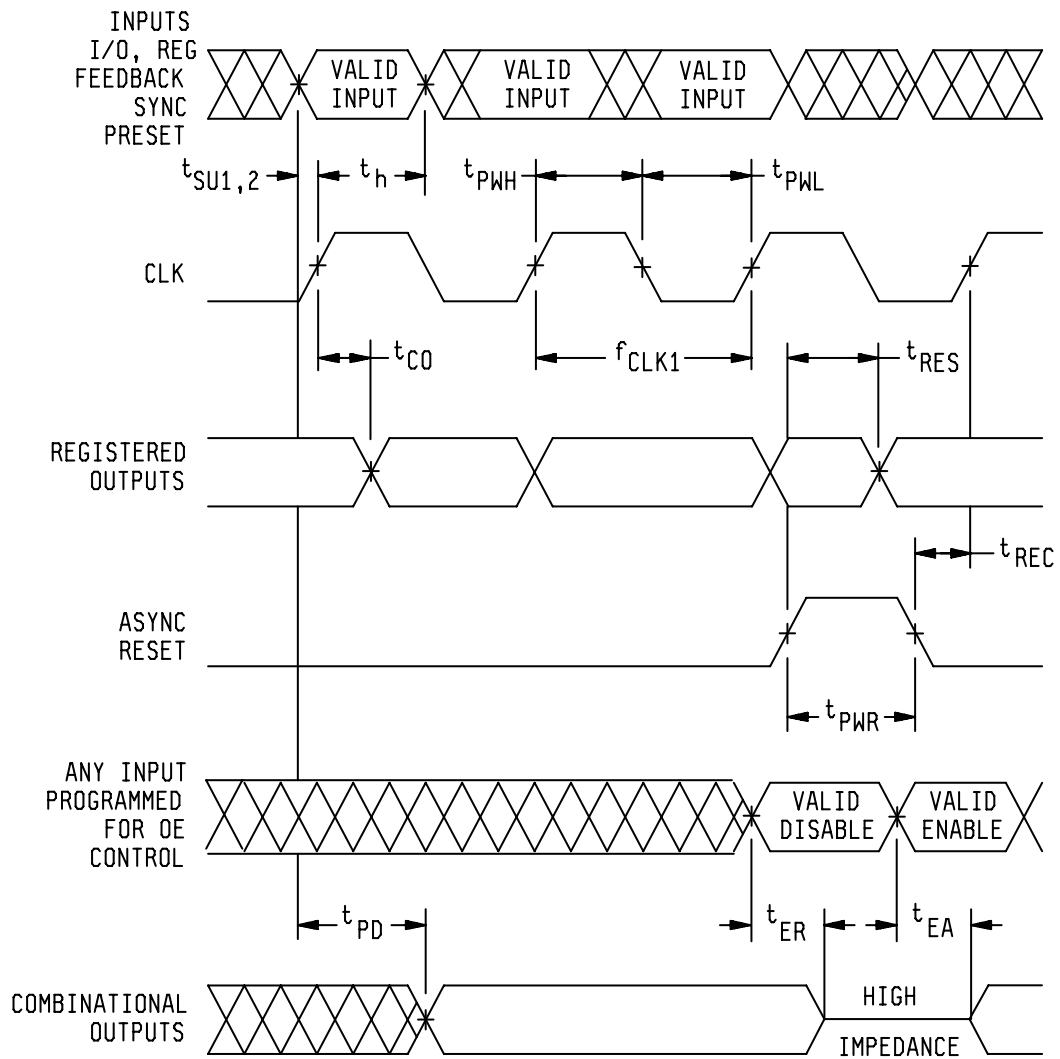 INPUTS
I/O, REG
FEEDBACK
SYNC
PRESET
VALID
INPUT
VALID
INPUT
VALID
INPUT
tSU1,2
th
tPWH
tPWL
CLK
tCO
fCLK1
tRES
REGISTERED
OUTPUTS
tREC
ASYNC
RESET
tPWR
ANY INPUT
PROGRAMMED
FOR OE
CONTROL
VALID
DISABLE
VALID
ENABLE
tPD
tER
tEA
COMBINATIONAL
OUTPUTS
HIGH
IMPEDANCE